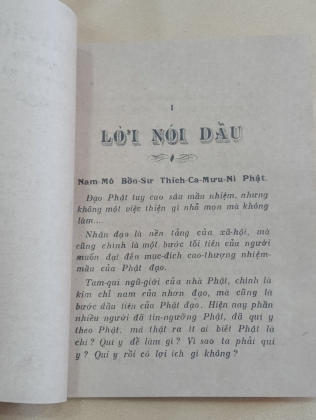 I
LỜI NÓI DẦU
Nam-Mô Bồn-Sư Thích-Ca-Mưu-Ni Phật.
Đạo Phật tuy cao sâu mầu nhiệm, nhưng
không một việc thiện gì nhỏ mọn mà không
làm....
Nhân đạo là nền tảng của xã-hội, mà
cũng chính là một bước tối tiên của người
muốn đạt đến mục-đích cao-thượng nhiệm-
mầu của Phật đạo.
Tam-qui ngũ-giới của nhà Phật, chính là
kim chỉ nam của nhơn đạo, mà cũng là
bước đầu tiên của Phật đạo. Hiện nay phần
nhiều người đã tín-ngưỡng Phật, đã qui y
theo Phật, mà thật ra ít ai biết Phật là
chi? Qui y để làm gì? Vì sao ta phải qui
y? Qui y rồi có lợi ích gì không?